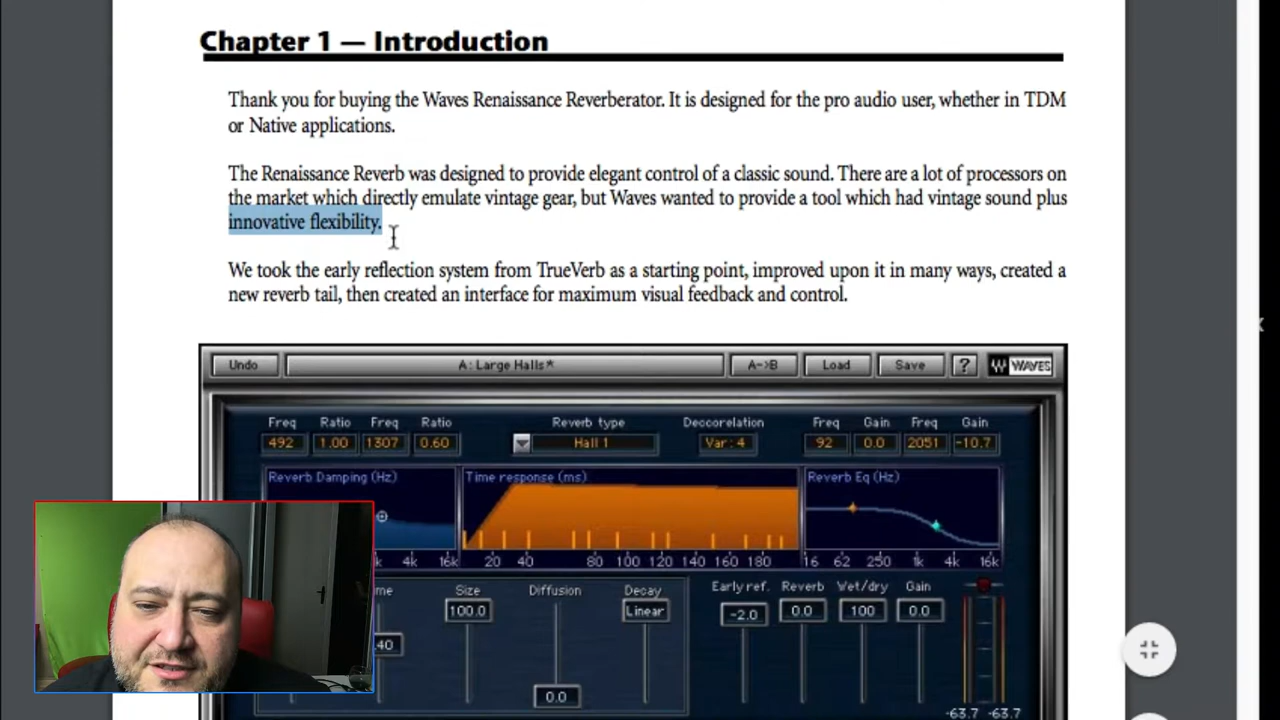 Chapter 1 — Introduction
Thank you for buying the Waves Renaissance Reverberator. It is designed for the pro audio user, whether in TDM
or Native applications.
The Renaissance Reverb was designed to provide elegant control of a classic sound. There are a lot of processors on
the market which directly emulate vintage gear, but Waves wanted to provide a tool which had vintage sound plus
innovative flexibility.
We took the early reflection system from TrueVerb as a starting point, improved upon it in many ways, created a
new reverb tail, then created an interface for maximum visual feedback and control.
Undo A: Large Halls* A->B Load Save ? WAVES
Freq Ratio Freq Ratio Reverb type Deccorelation Freq Gain Freq Gain
492 1.00 1307 0.60 Hall 1 Var: 4 92 0.0 2051 -10.7
Reverb Damping (Hz) Time response (ms) Reverb Eq (Hz)
k 4k 16k 20 40 80 100 120 140 160 180 16 62 250 1k 4k 16k
me Size Diffusion Decay Early ref. Reverb Wet/dry Gain
100.0 Linear -2.0 0.0 100 0.0
40
0.0
-63.7 -63.7